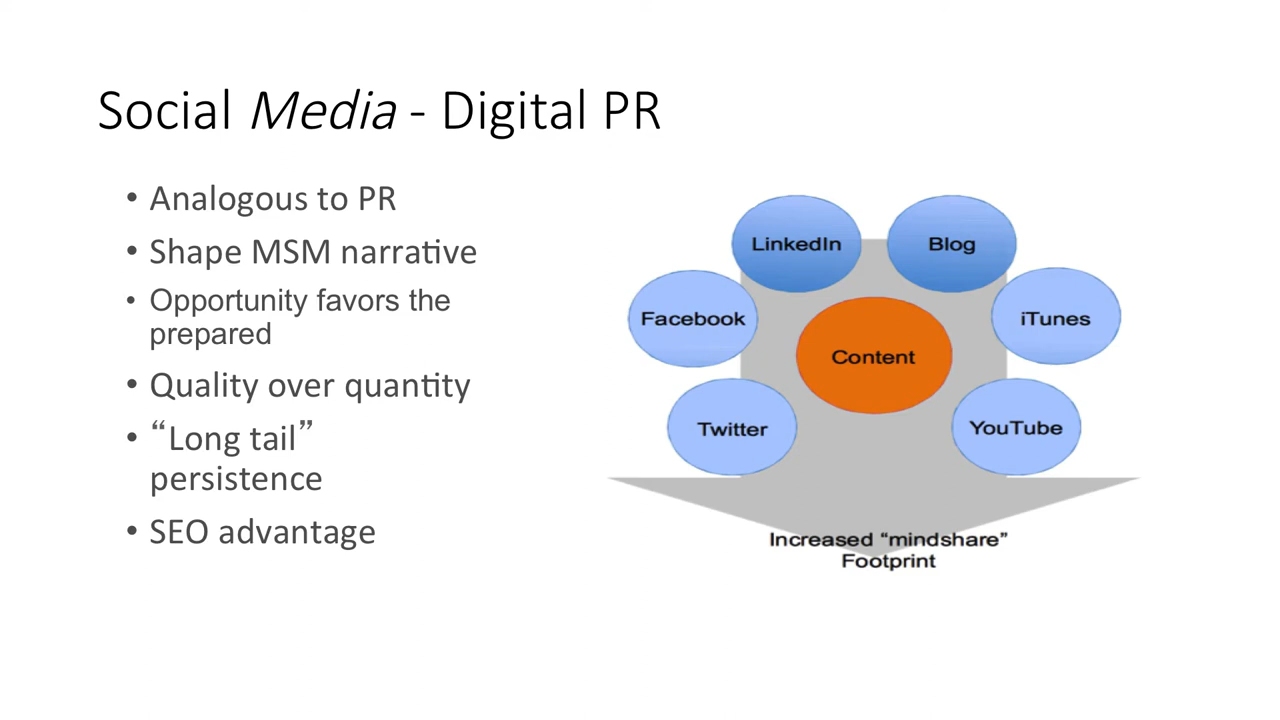 Social Media - Digital PR
• Analogous to PR
• Shape MSM narrative
• Opportunity favors the
prepared
• Quality over quantity
• “Long tail”
persistence
• SEO advantage
LinkedIn
Blog
Facebook
iTunes
Content
Twitter
YouTube
Increased “mindshare”
Footprint